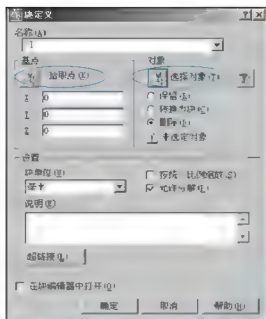 块定义
名称(A)
1
基点
拾取点(K)
X 0
Y 0
Z 0
对象
选择对象(T)
保留(R)
转换为块(C)
删除(D)
未选定对象
设置
块单位(U)
毫米
按统一比例缩放(S)
允许分解(P)
说明(E)
超链接(L)
在块编辑器中打开(O)
确定 取消 帮助(H)